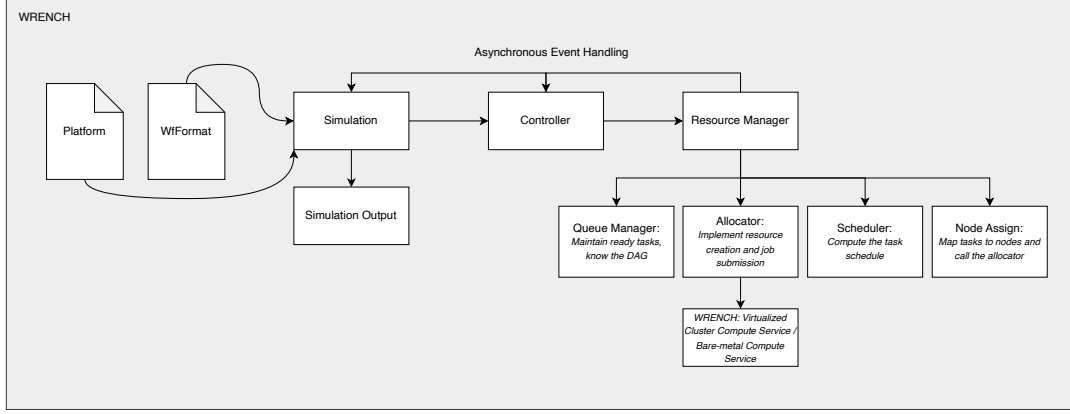 WRENCH
Asynchronous Event Handling
Platform
WfFormat
Simulation
Controller
Resource Manager
Simulation Output
Queue Manager:
Maintain ready tasks,
know the DAG
Allocator:
Implement resource
creation and job
submission
Scheduler:
Compute the task
schedule
Node Assign:
Map tasks to nodes and
call the allocator
WRENCH: Virtualized
Cluster Compute Service /
Bare-metal Compute
Service